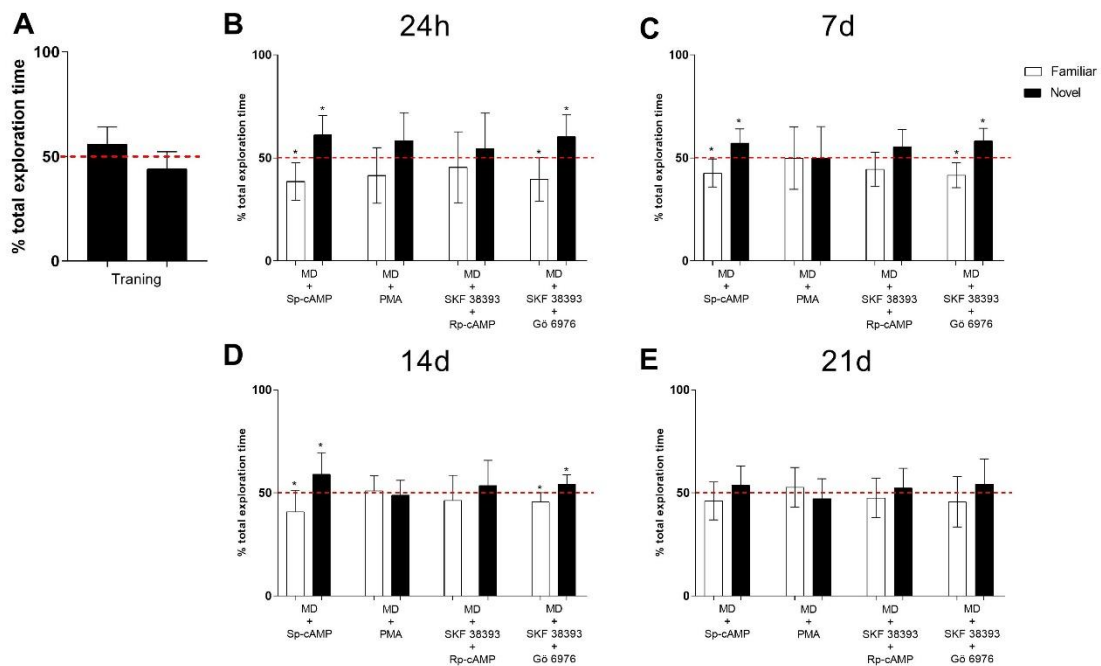 A
% total exploration time
100
50
0
Traning
B
24h
% total exploration time
100
50
0
*
*
*
*
MD
+
Sp-cAMP
MD
+
PMA
MD
+
SKF 38393
+
Rp-cAMP
MD
+
SKF 38393
+
Gö 6976
C
7d
% total exploration time
100
50
0
*
*
*
*
MD
+
Sp-cAMP
MD
+
PMA
MD
+
SKF 38393
+
Rp-cAMP
MD
+
SKF 38393
+
Gö 6976
Familiar
Novel
D
14d
% total exploration time
100
50
0
*
*
*
*
MD
+
Sp-cAMP
MD
+
PMA
MD
+
SKF 38393
+
Rp-cAMP
MD
+
SKF 38393
+
Gö 6976
E
21d
% total exploration time
100
50
0
MD
+
Sp-cAMP
MD
+
PMA
MD
+
SKF 38393
+
Rp-cAMP
MD
+
SKF 38393
+
Gö 6976